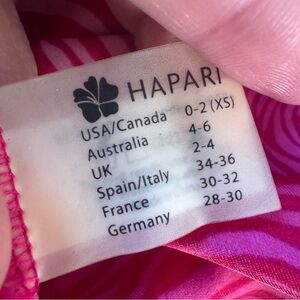 HAPARI
USA/Canada 0-2 (XS)
Australia 4-6
UK 2-4
Spain/Italy 34-36
France 30-32
Germany 28-30